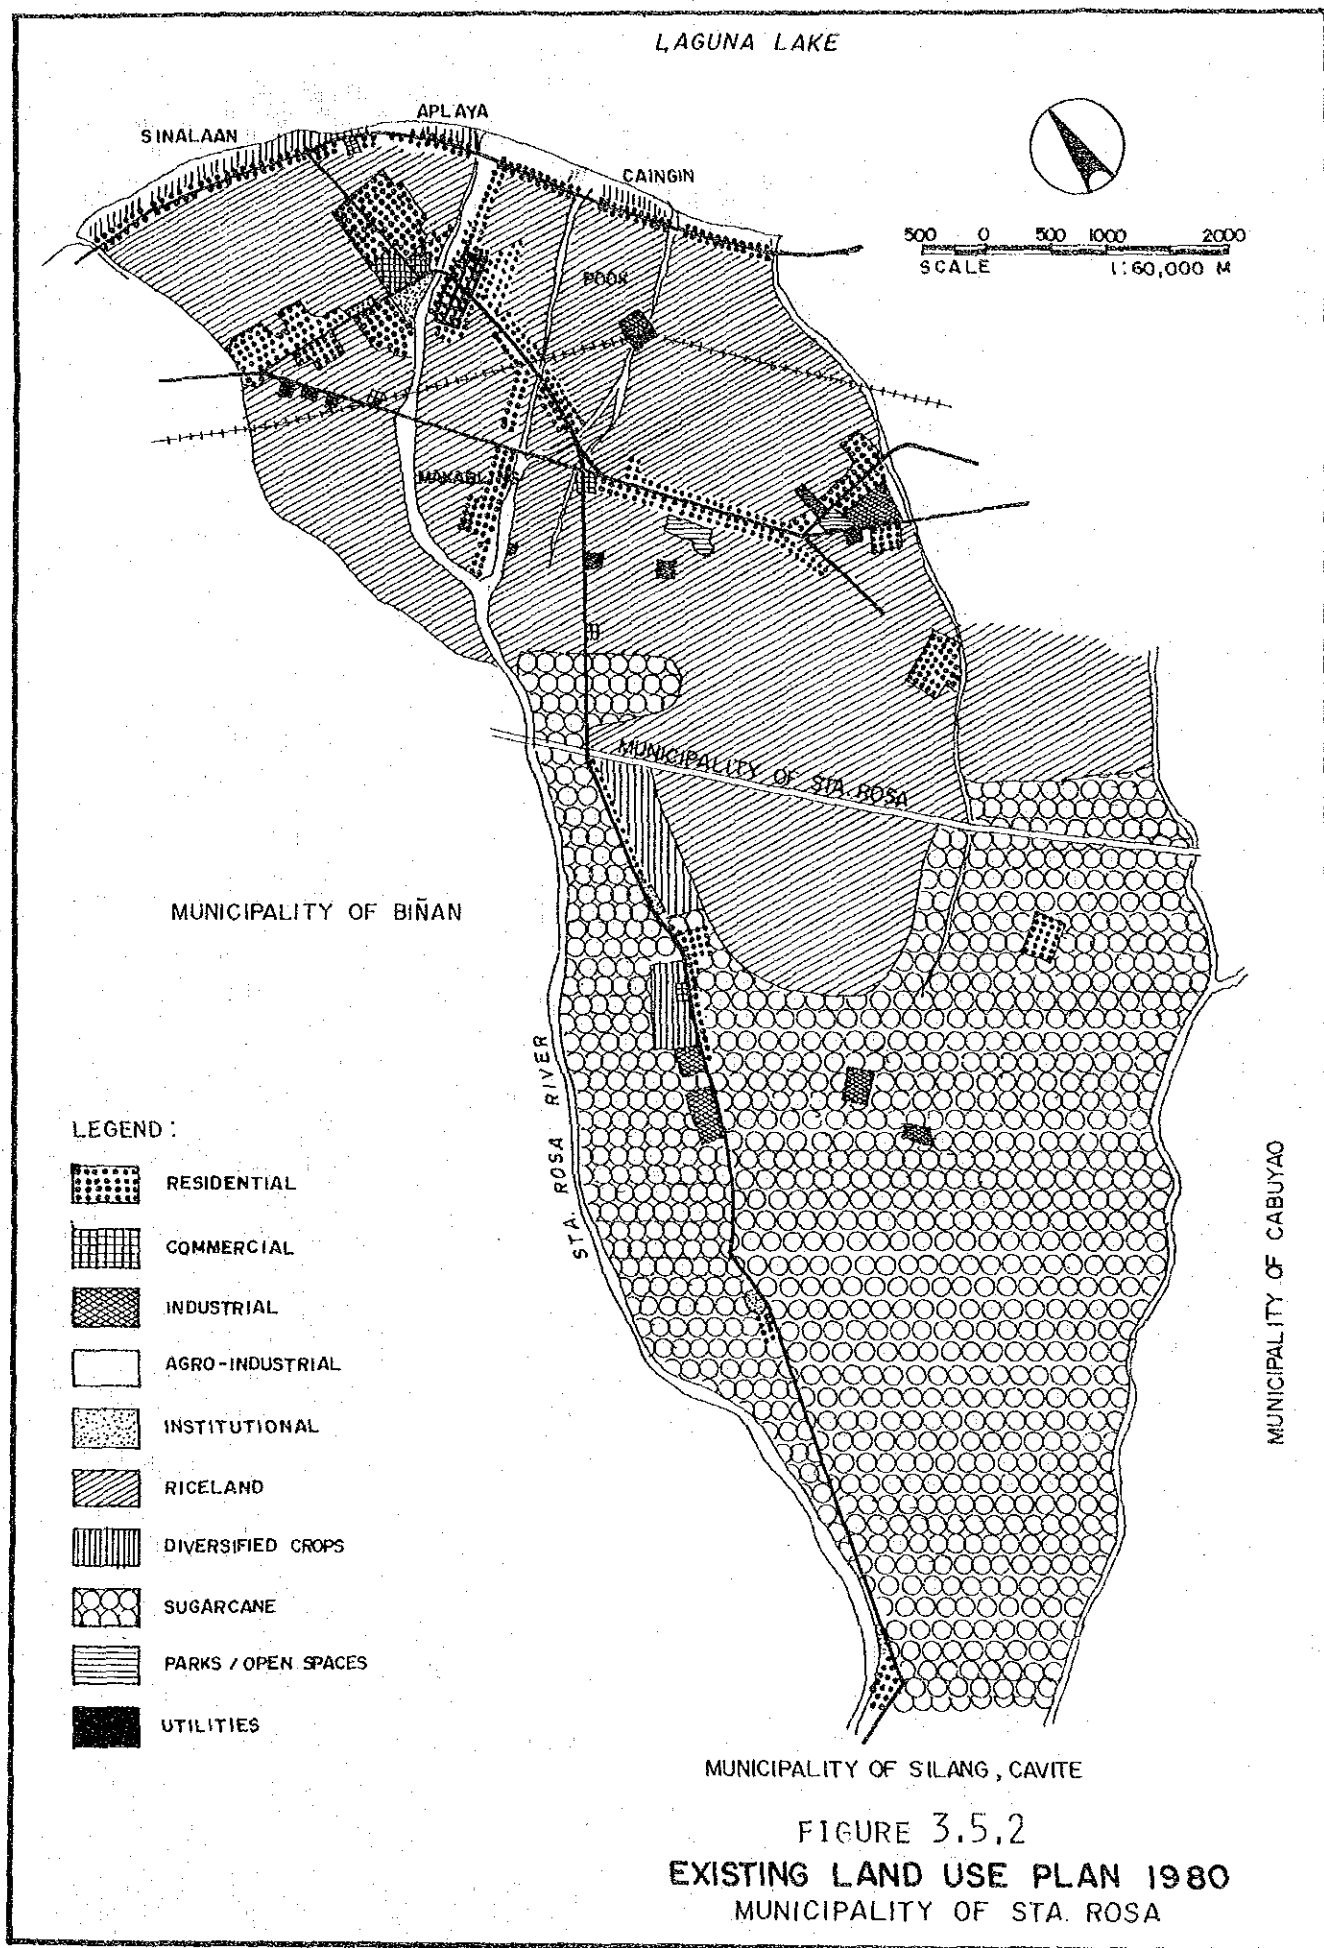 LAGUNA LAKE
APLAYA
SINALAAN
CAINGIN
500 0 500 1000 2000
SCALE 1:60,000 M
POOK
MUNICIPALITY OF STA. ROSA
MUNICIPALITY OF BIÑAN
STA. ROSA RIVER
MUNICIPALITY OF CABUYAO
LEGEND:
RESIDENTIAL
COMMERCIAL
INDUSTRIAL
AGRO-INDUSTRIAL
INSTITUTIONAL
RICELAND
DIVERSIFIED CROPS
SUGARCANE
PARKS / OPEN SPACES
UTILITIES
MUNICIPALITY OF SILANG, CAVITE
FIGURE 3.5.2
EXISTING LAND USE PLAN 1980
MUNICIPALITY OF STA. ROSA